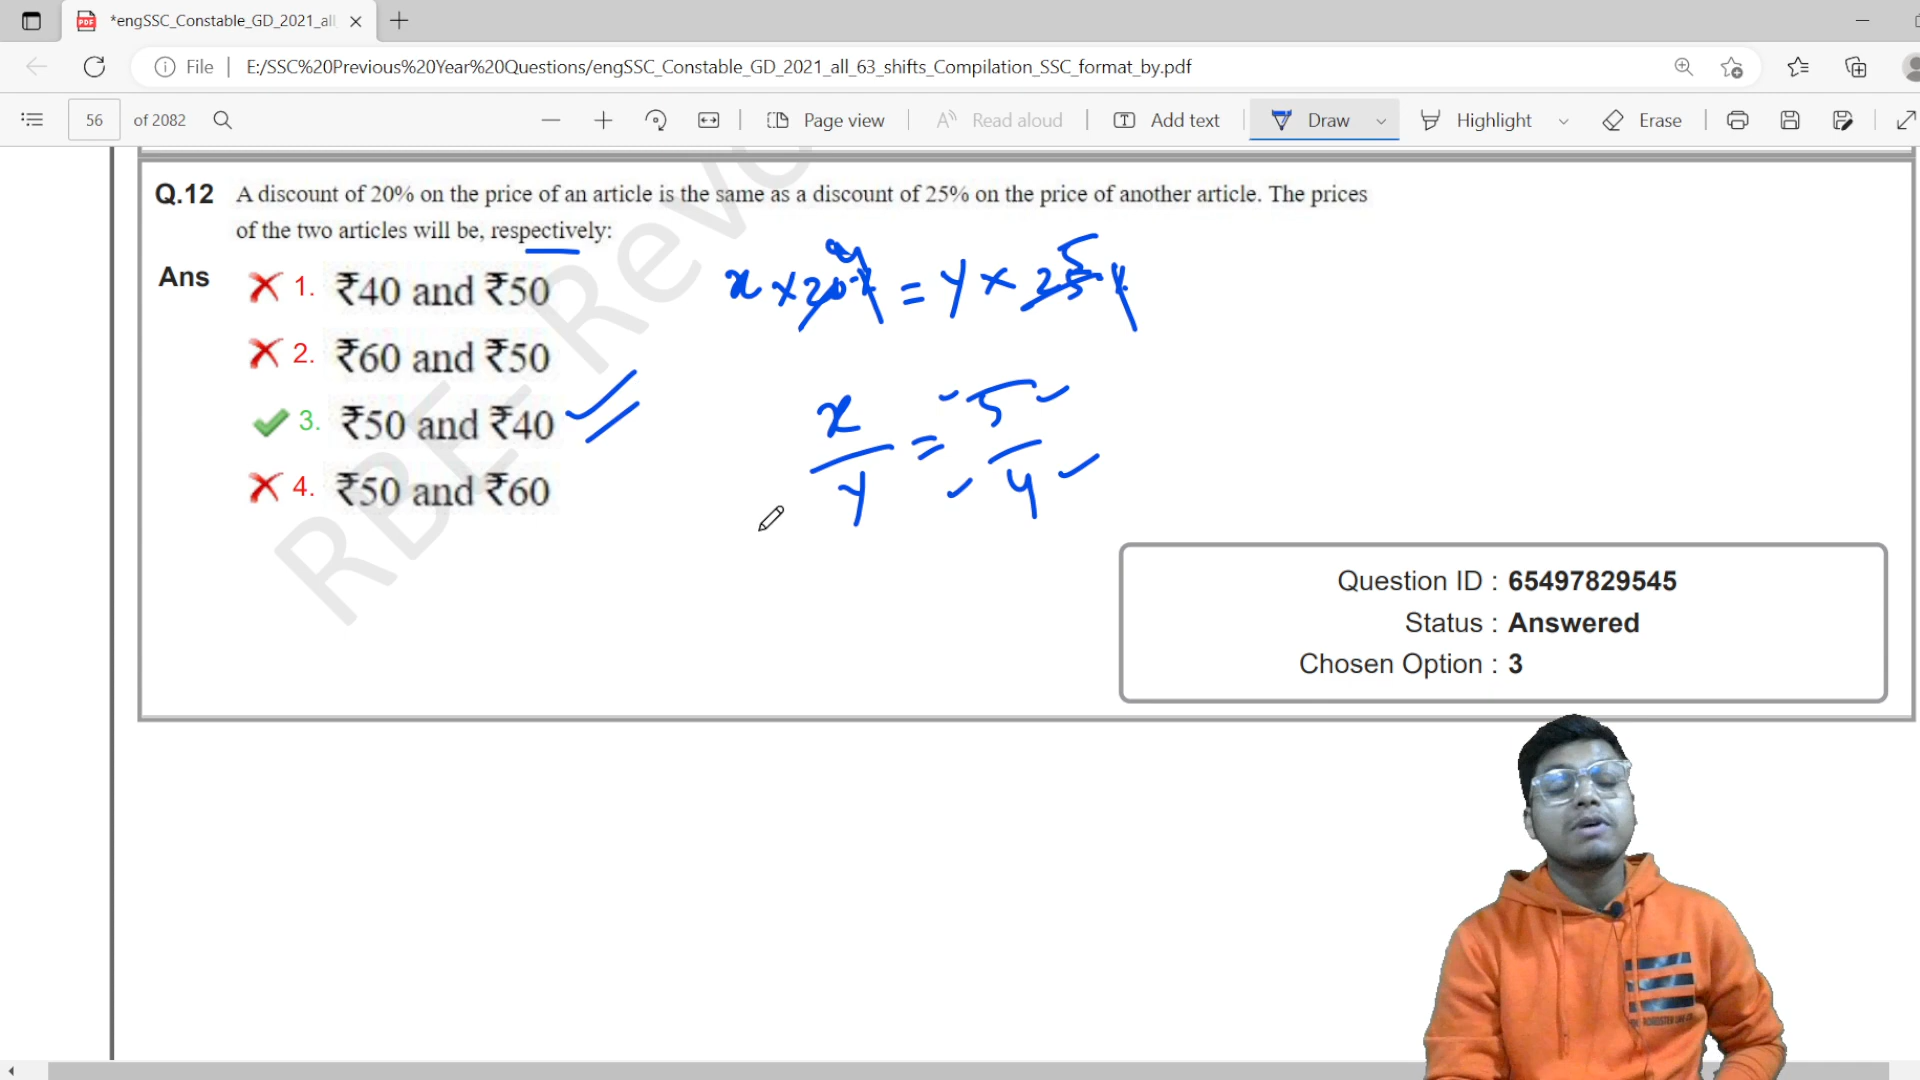 *engSSC_Constable_GD_2021_all
File | E:/SSC%20Previous%20Year%20Questions/engSSC_Constable_GD_2021_all_63_shifts_Compilation_SSC_format_by.pdf
56 of 2082 Page view Read aloud Add text Draw Highlight Erase
Q.12 A discount of 20% on the price of an article is the same as a discount of 25% on the price of another article. The prices
of the two articles will be, respectively:
Ans 1. ₹40 and ₹50
2. ₹60 and ₹50
3. ₹50 and ₹40
4. ₹50 and ₹60
x × 20% 4 = y × 25% 5
x/y = 5/4
Question ID : 65497829545
Status : Answered
Chosen Option : 3